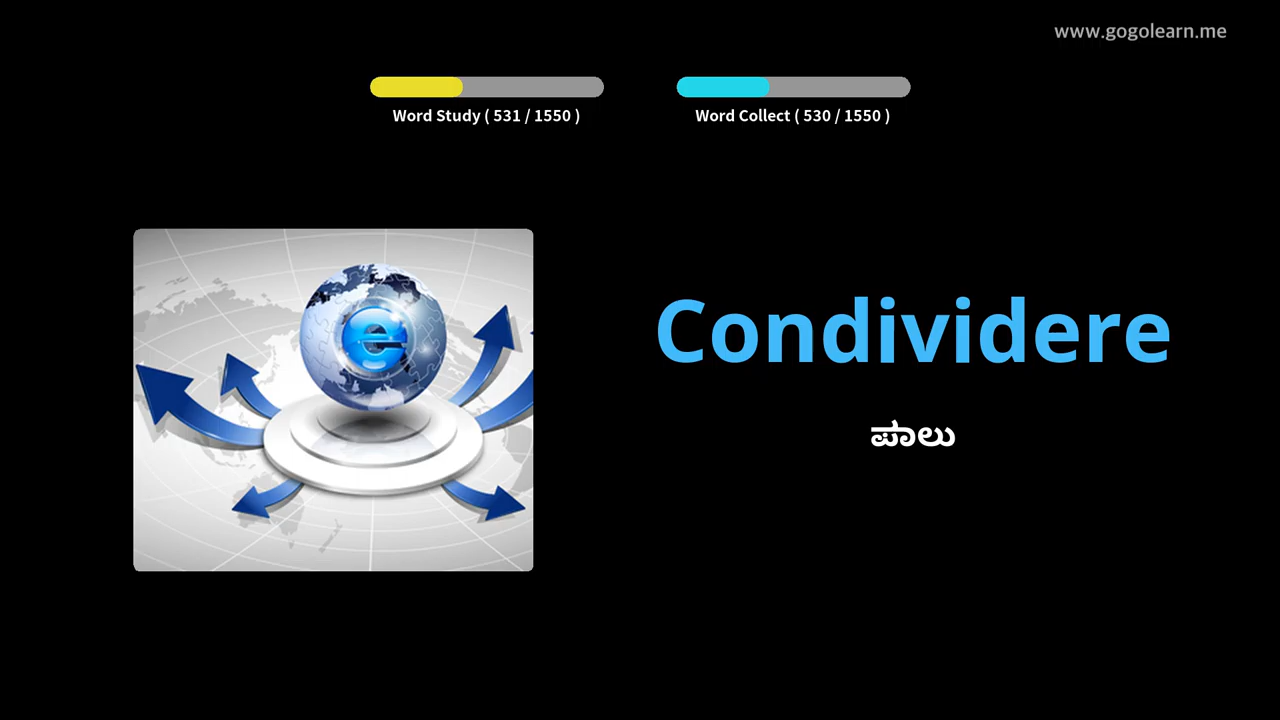 www.gogolearn.me
Word Study ( 531 / 1550 )
Word Collect ( 530 / 1550 )
e
Condividere
ಪಾಲು